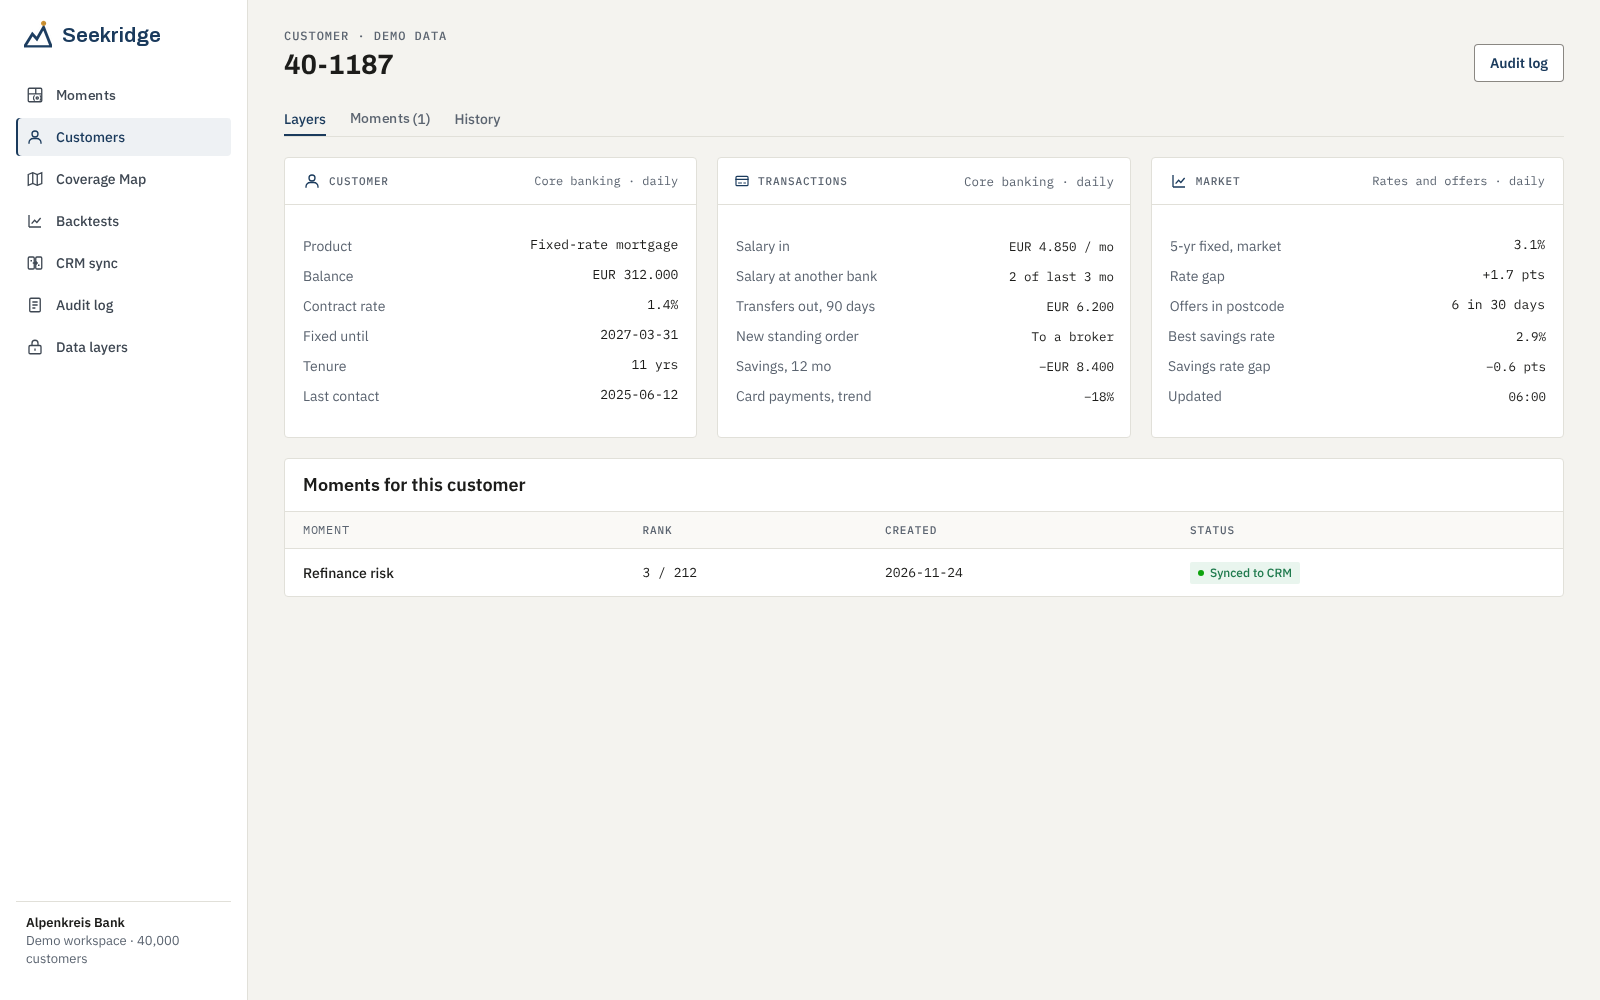 Seekridge
Moments
Customers
Coverage Map
Backtests
CRM sync
Audit log
Data layers
Alpenkreis Bank
Demo workspace · 40,000
customers
CUSTOMER · DEMO DATA
40-1187
Audit log
Layers
Moments (1)
History
CUSTOMER
Core banking · daily
Product Fixed-rate mortgage
Balance EUR 312.000
Contract rate 1.4%
Fixed until 2027-03-31
Tenure 11 yrs
Last contact 2025-06-12
TRANSACTIONS
Core banking · daily
Salary in EUR 4.850 / mo
Salary at another bank 2 of last 3 mo
Transfers out, 90 days EUR 6.200
New standing order To a broker
Savings, 12 mo −EUR 8.400
Card payments, trend −18%
MARKET
Rates and offers · daily
5-yr fixed, market 3.1%
Rate gap +1.7 pts
Offers in postcode 6 in 30 days
Best savings rate 2.9%
Savings rate gap −0.6 pts
Updated 06:00
Moments for this customer
MOMENT RANK CREATED STATUS
Refinance risk 3 / 212 2026-11-24 Synced to CRM